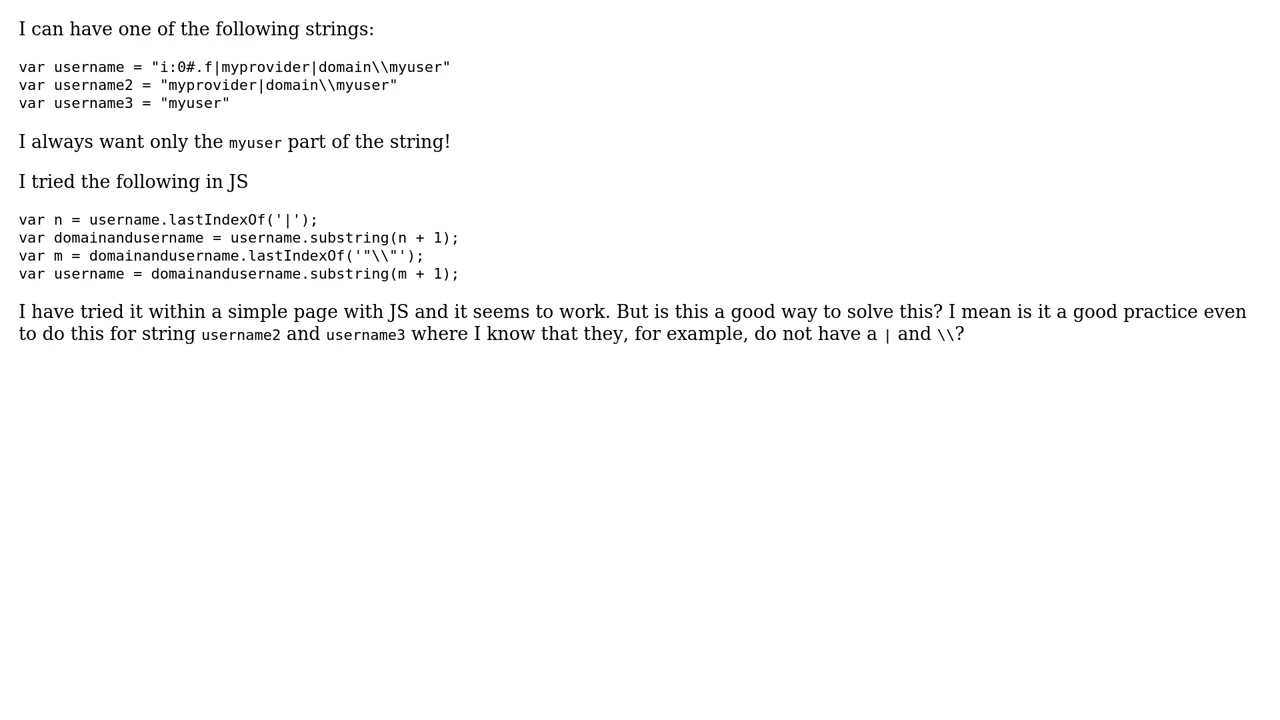 I can have one of the following strings:
var username = "i:0#.f|myprovider|domain\\myuser"
var username2 = "myprovider|domain\\myuser"
var username3 = "myuser"
I always want only the myuser part of the string!
I tried the following in JS
var n = username.lastIndexOf('|');
var domainandusername = username.substring(n + 1);
var m = domainandusername.lastIndexOf('"\\"');
var username = domainandusername.substring(m + 1);
I have tried it within a simple page with JS and it seems to work. But is this a good way to solve this? I mean is it a good practice even
to do this for string username2 and username3 where I know that they, for example, do not have a | and \\?